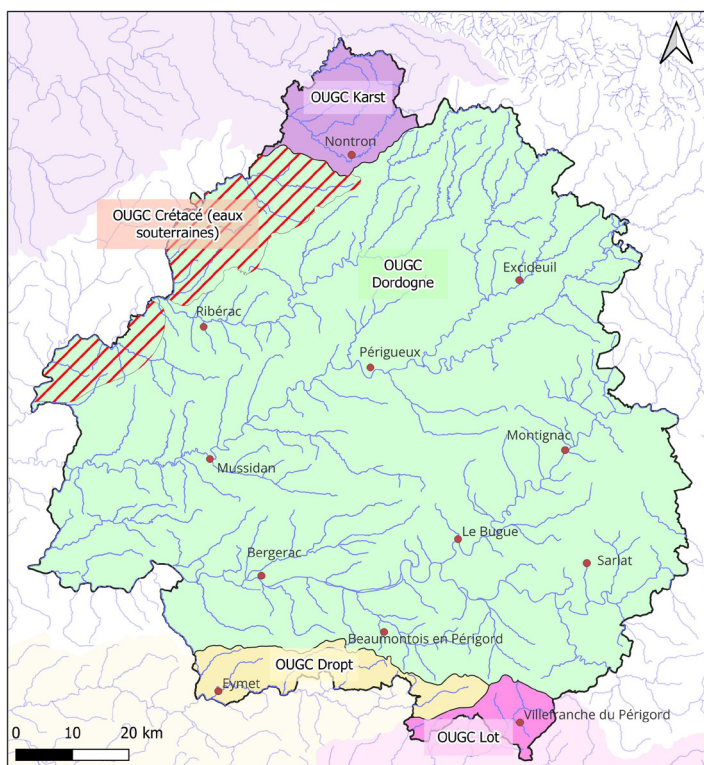 OUGC Karst
Nontron
OUGC Crétacé (eaux
souterraines)
OUGC
Dordogne
Excideuil
Ribérac
Périgueux
Montignac
Mussidan
Le Bugue
Bergerac
Sarlat
Beaumontois en Périgord
OUGC Dropt
Eymet
Villefranche du Périgord
OUGC Lot
0 10 20 km